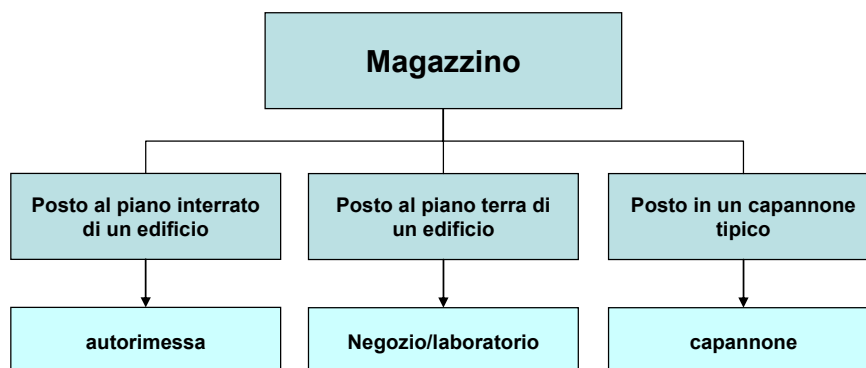 Magazzino
Posto al piano interrato
di un edificio
Posto al piano terra di
un edificio
Posto in un capannone
tipico
autorimessa
Negozio/laboratorio
capannone